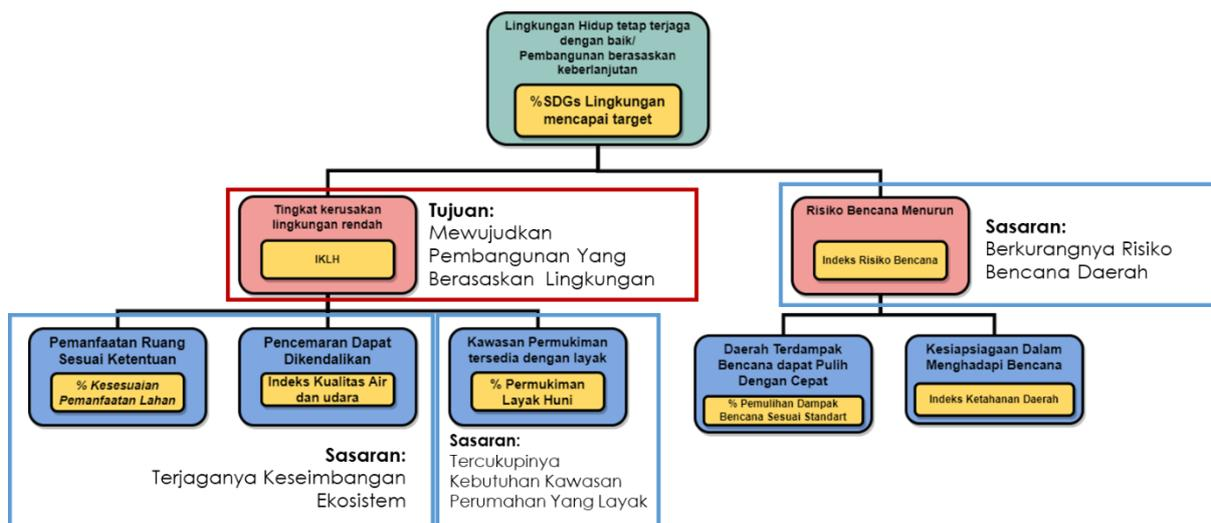 Lingkungan Hidup tetap terjaga
dengan baik/
Pembangunan berasaskan
keberlanjutan
%SDGs Lingkungan
mencapai target
Tingkat kerusakan
lingkungan rendah
IKLH
Tujuan:
Mewujudkan
Pembangunan Yang
Berasaskan Lingkungan
Risiko Bencana Menurun
Indeks Risiko Bencana
Sasaran:
Berkurangnya Risiko
Bencana Daerah
Pemanfaatan Ruang
Sesuai Ketentuan
% Kesesuaian
Pemanfaatan Lahan
Pencemaran Dapat
Dikendalikan
Indeks Kualitas Air
dan udara
Sasaran:
Terjaganya Keseimbangan
Ekosistem
Kawasan Permukiman
tersedia dengan layak
% Permukiman
Layak Huni
Sasaran:
Tercukupinya
Kebutuhan Kawasan
Perumahan Yang Layak
Daerah Terdampak
Bencana dapat Pulih
Dengan Cepat
% Pemulihan Dampak
Bencana Sesuai Standart
Kesiapsiagaan Dalam
Menghadapi Bencana
Indeks Ketahanan Daerah